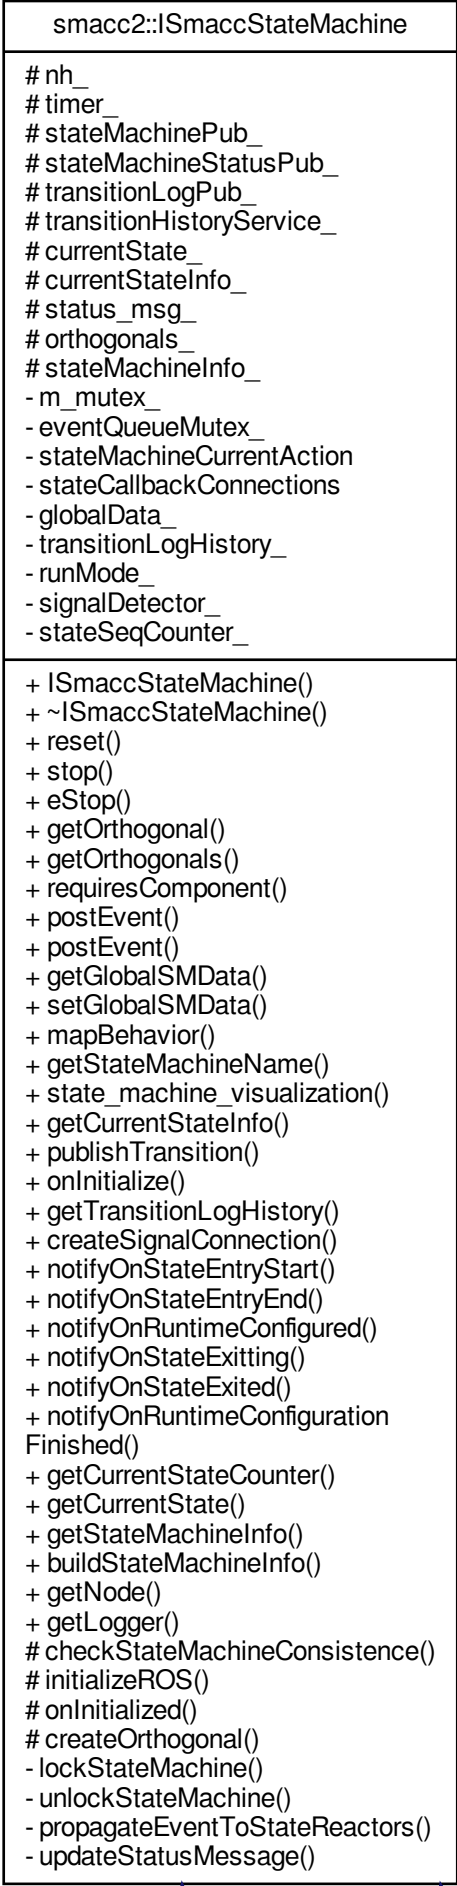 smacc2::ISmaccStateMachine
# nh_
# timer_
# stateMachinePub_
# stateMachineStatusPub_
# transitionLogPub_
# transitionHistoryService_
# currentState_
# currentStateInfo_
# status_msg_
# orthogonals_
# stateMachineInfo_
- m_mutex_
- eventQueueMutex_
- stateMachineCurrentAction
- stateCallbackConnections
- globalData_
- transitionLogHistory_
- runMode_
- signalDetector_
- stateSeqCounter_
+ ISmaccStateMachine()
+ ~ISmaccStateMachine()
+ reset()
+ stop()
+ eStop()
+ getOrthogonal()
+ getOrthogonals()
+ requiresComponent()
+ postEvent()
+ postEvent()
+ getGlobalSMData()
+ setGlobalSMData()
+ mapBehavior()
+ getStateMachineName()
+ state_machine_visualization()
+ getCurrentStateInfo()
+ publishTransition()
+ onInitialize()
+ getTransitionLogHistory()
+ createSignalConnection()
+ notifyOnStateEntryStart()
+ notifyOnStateEntryEnd()
+ notifyOnRuntimeConfigured()
+ notifyOnStateExitting()
+ notifyOnStateExited()
+ notifyOnRuntimeConfiguration
Finished()
+ getCurrentStateCounter()
+ getCurrentState()
+ getStateMachineInfo()
+ buildStateMachineInfo()
+ getNode()
+ getLogger()
# checkStateMachineConsistence()
# initializeROS()
# onInitialized()
# createOrthogonal()
- lockStateMachine()
- unlockStateMachine()
- propagateEventToStateReactors()
- updateStatusMessage()